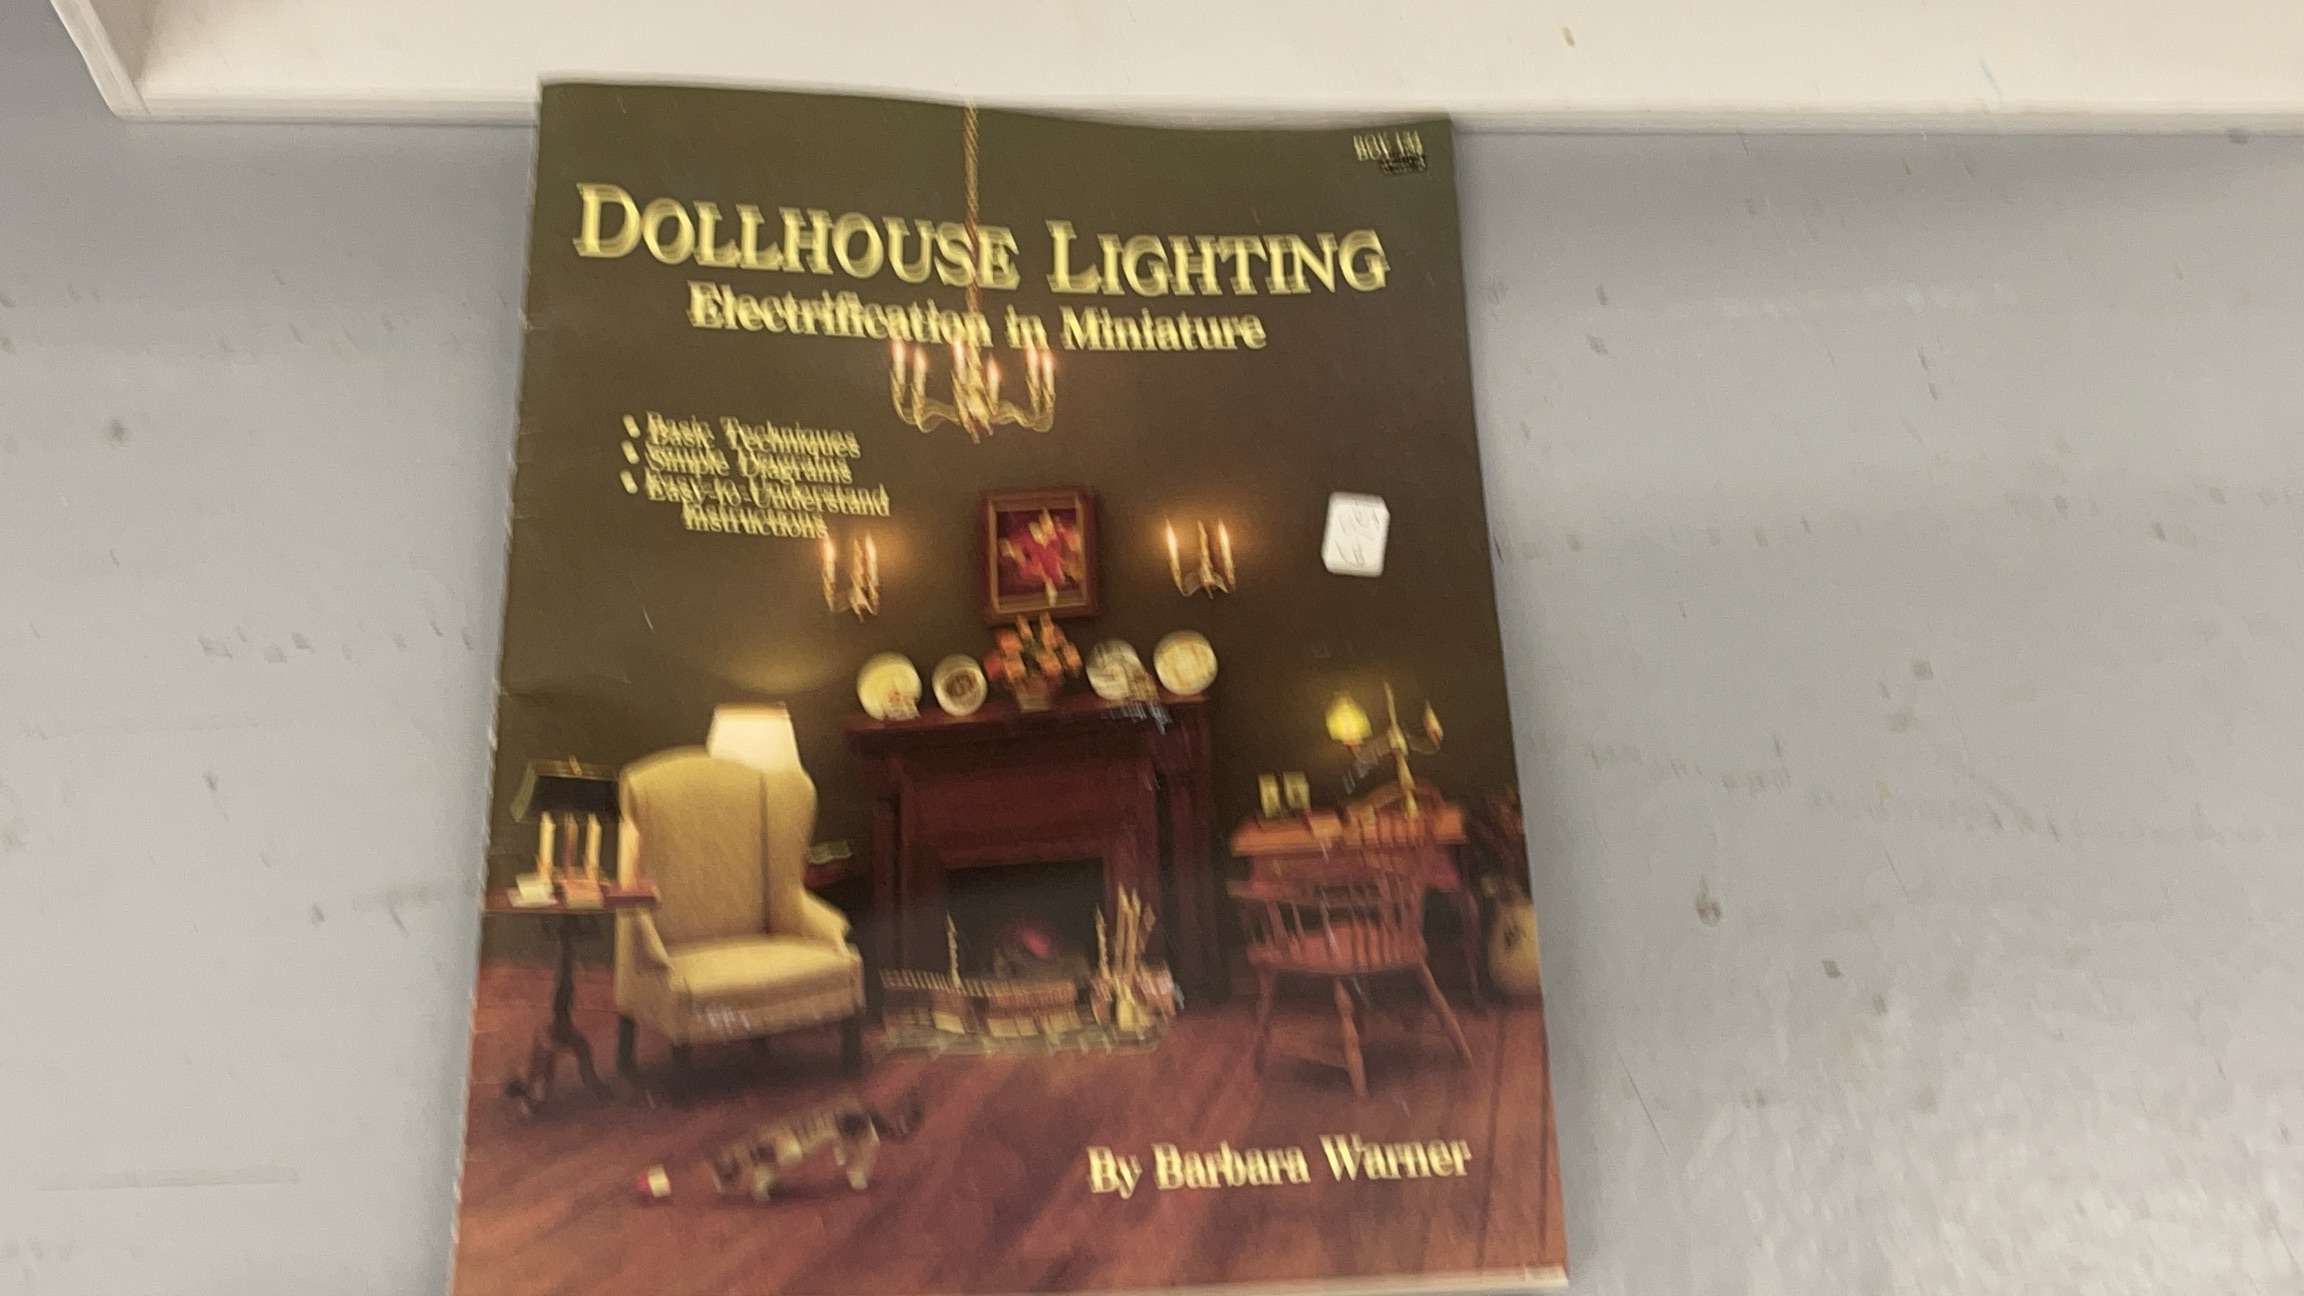 DOLLHOUSE LIGHTING
Electrification in Miniature
• Basic Techniques
• Simple Diagrams
• Easy-to-Understand
Instructions
By Barbara Warner